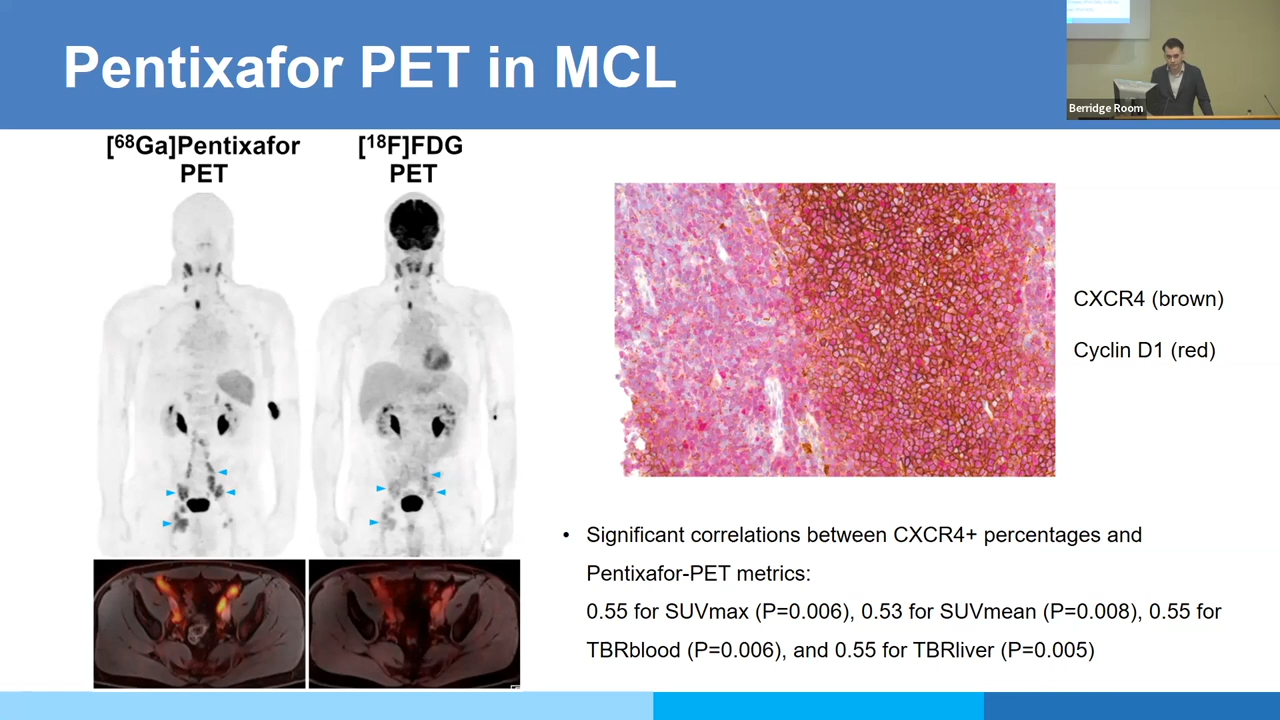 Pentixafor PET in MCL
Berridge Room
[⁶⁸Ga]Pentixafor
PET
[¹⁸F]FDG
PET
CXCR4 (brown)
Cyclin D1 (red)
• Significant correlations between CXCR4+ percentages and
Pentixafor-PET metrics:
0.55 for SUVmax (P=0.006), 0.53 for SUVmean (P=0.008), 0.55 for
TBRblood (P=0.006), and 0.55 for TBRliver (P=0.005)